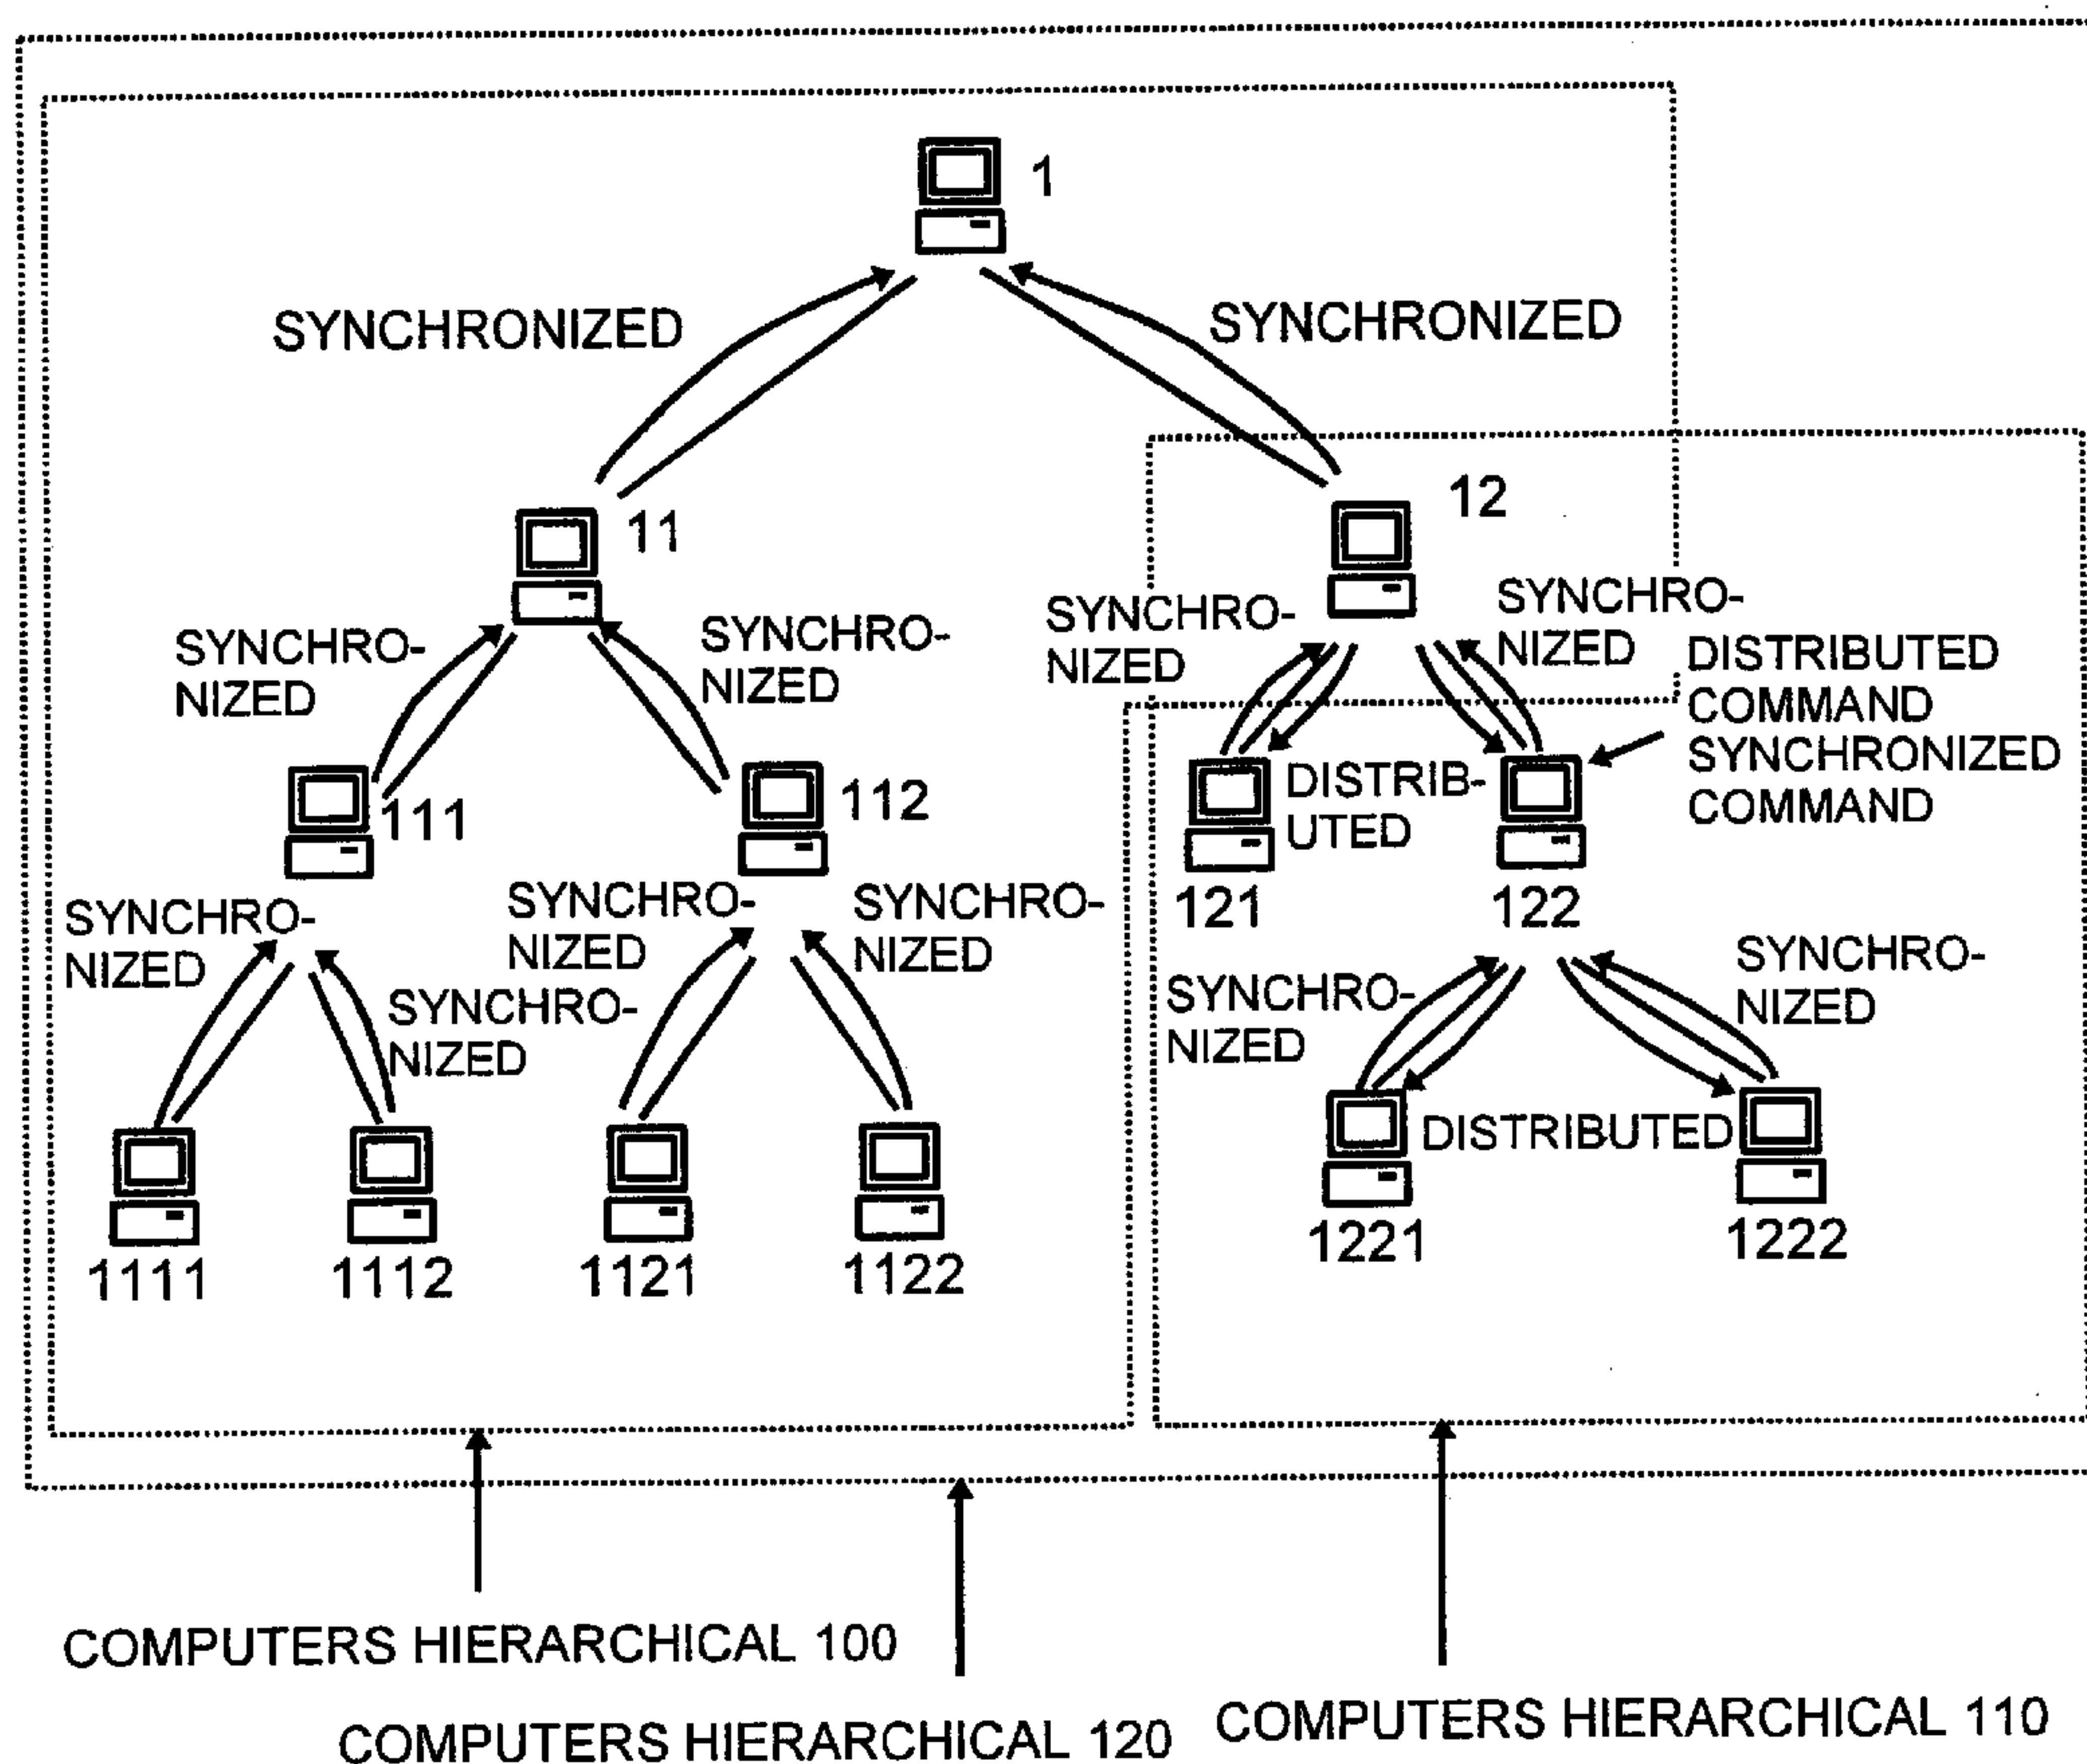 1
SYNCHRONIZED
SYNCHRONIZED
11
12
SYNCHRO-
NIZED
SYNCHRO-
NIZED
SYNCHRO-
NIZED
SYNCHRO-
NIZED
DISTRIBUTED
COMMAND
SYNCHRONIZED
COMMAND
111
112
DISTRIB-
UTED
121
122
SYNCHRO-
NIZED
SYNCHRO-
NIZED
SYNCHRO-
NIZED
SYNCHRO-
NIZED
SYNCHRO-
NIZED
SYNCHRO-
NIZED
DISTRIBUTED
1111
1112
1121
1122
1221
1222
COMPUTERS HIERARCHICAL 100
COMPUTERS HIERARCHICAL 120
COMPUTERS HIERARCHICAL 110